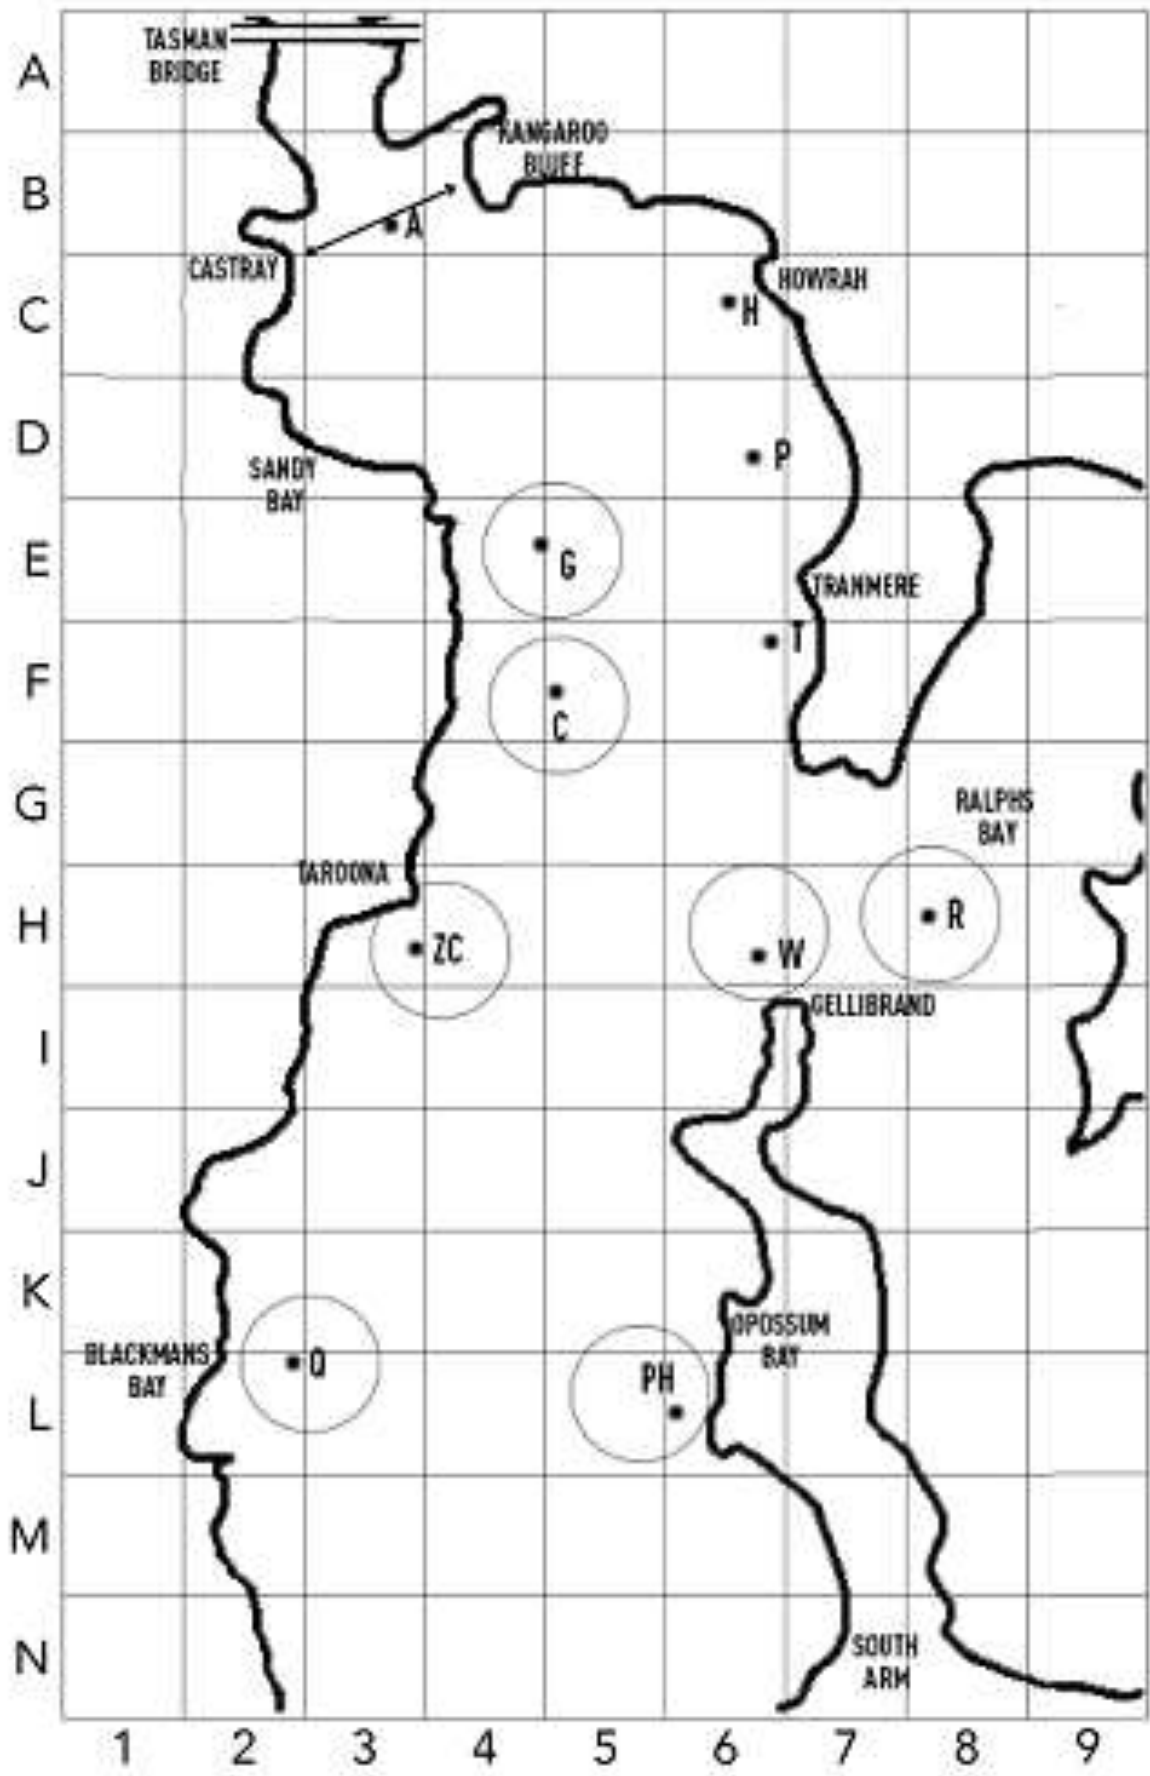 TASMAN
BRIDGE
A
KANGAROO
BLUFF
B
A
CASTRAY
HOWRAH
C
H
D
P
SANDY
BAY
E
G
TRANMERE
T
F
C
G
RALPHS
BAY
TAROONA
H
R
ZC
W
GELLIBRAND
I
J
K
OPOSSUM
BAY
BLACKMANS
BAY
Q
PH
L
M
N
SOUTH
ARM
1 2 3 4 5 6 7 8 9